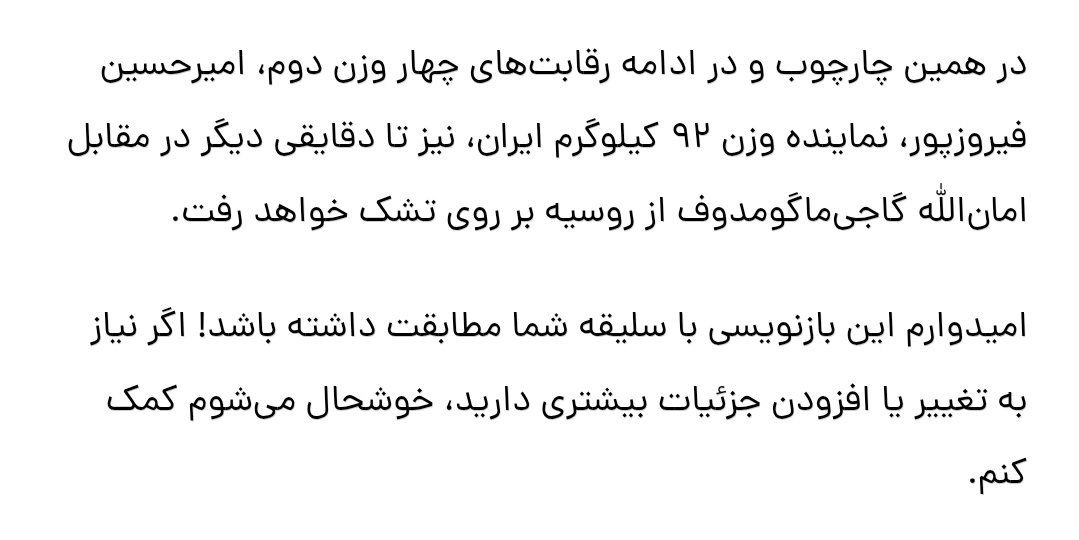 در همین چارچوب و در ادامه رقابت‌های چهار وزن دوم، امیرحسین
فیروزپور، نماینده وزن ۹۲ کیلوگرم ایران، نیز تا دقایقی دیگر در مقابل
امان‌الله گاجی‌ماگومدوف از روسیه بر روی تشک خواهد رفت.
امیدوارم این بازنویسی با سلیقه شما مطابقت داشته باشد! اگر نیاز
به تغییر یا افزودن جزئیات بیشتری دارید، خوشحال می‌شوم کمک
کنم.